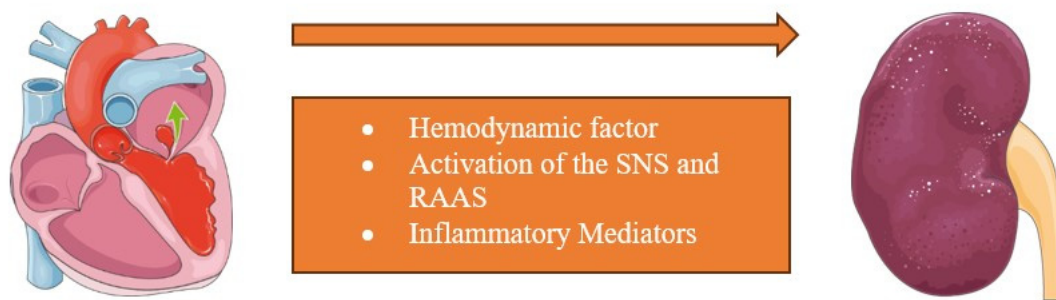 • Hemodynamic factor
• Activation of the SNS and
RAAS
• Inflammatory Mediators